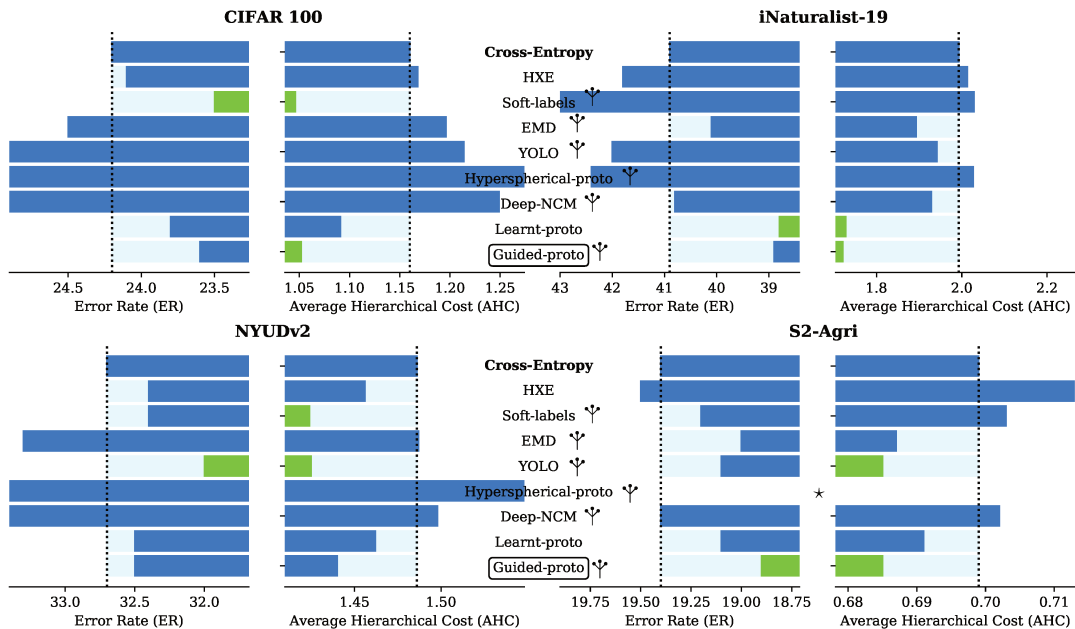 CIFAR 100
iNaturalist-19
Cross-Entropy
HXE
Soft-labels
EMD
YOLO
Hyperspherical-proto
Deep-NCM
Learnt-proto
Guided-proto
24.5 24.0 23.5
1.05 1.10 1.15 1.20 1.25
43 42 41 40 39
1.8 2.0 2.2
Error Rate (ER)
Average Hierarchical Cost (AHC)
Error Rate (ER)
Average Hierarchical Cost (AHC)
NYUDv2
S2-Agri
Cross-Entropy
HXE
Soft-labels
EMD
YOLO
Hyperspherical-proto
Deep-NCM
Learnt-proto
Guided-proto
33.0 32.5 32.0
1.45 1.50
19.75 19.50 19.25 19.00 18.75
0.68 0.69 0.70 0.71
Error Rate (ER)
Average Hierarchical Cost (AHC)
Error Rate (ER)
Average Hierarchical Cost (AHC)